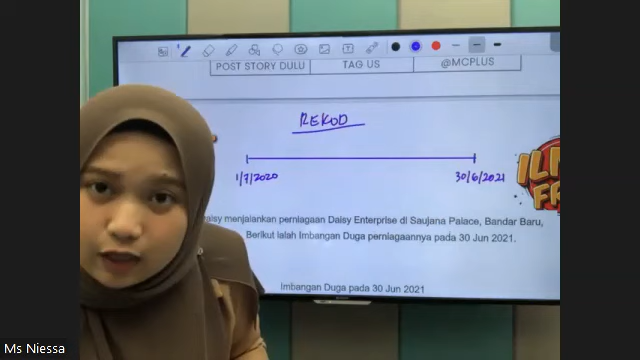 POST STORY DULU TAG US @MCPLUS
REKOD
1/7/2020 30/6/2021
aisy menjalankan perniagaan Daisy Enterprise di Saujana Palace, Bandar Baru,
Berikut ialah Imbangan Duga perniagaannya pada 30 Jun 2021.
Imbangan Duga pada 30 Jun 2021
Ms Niessa